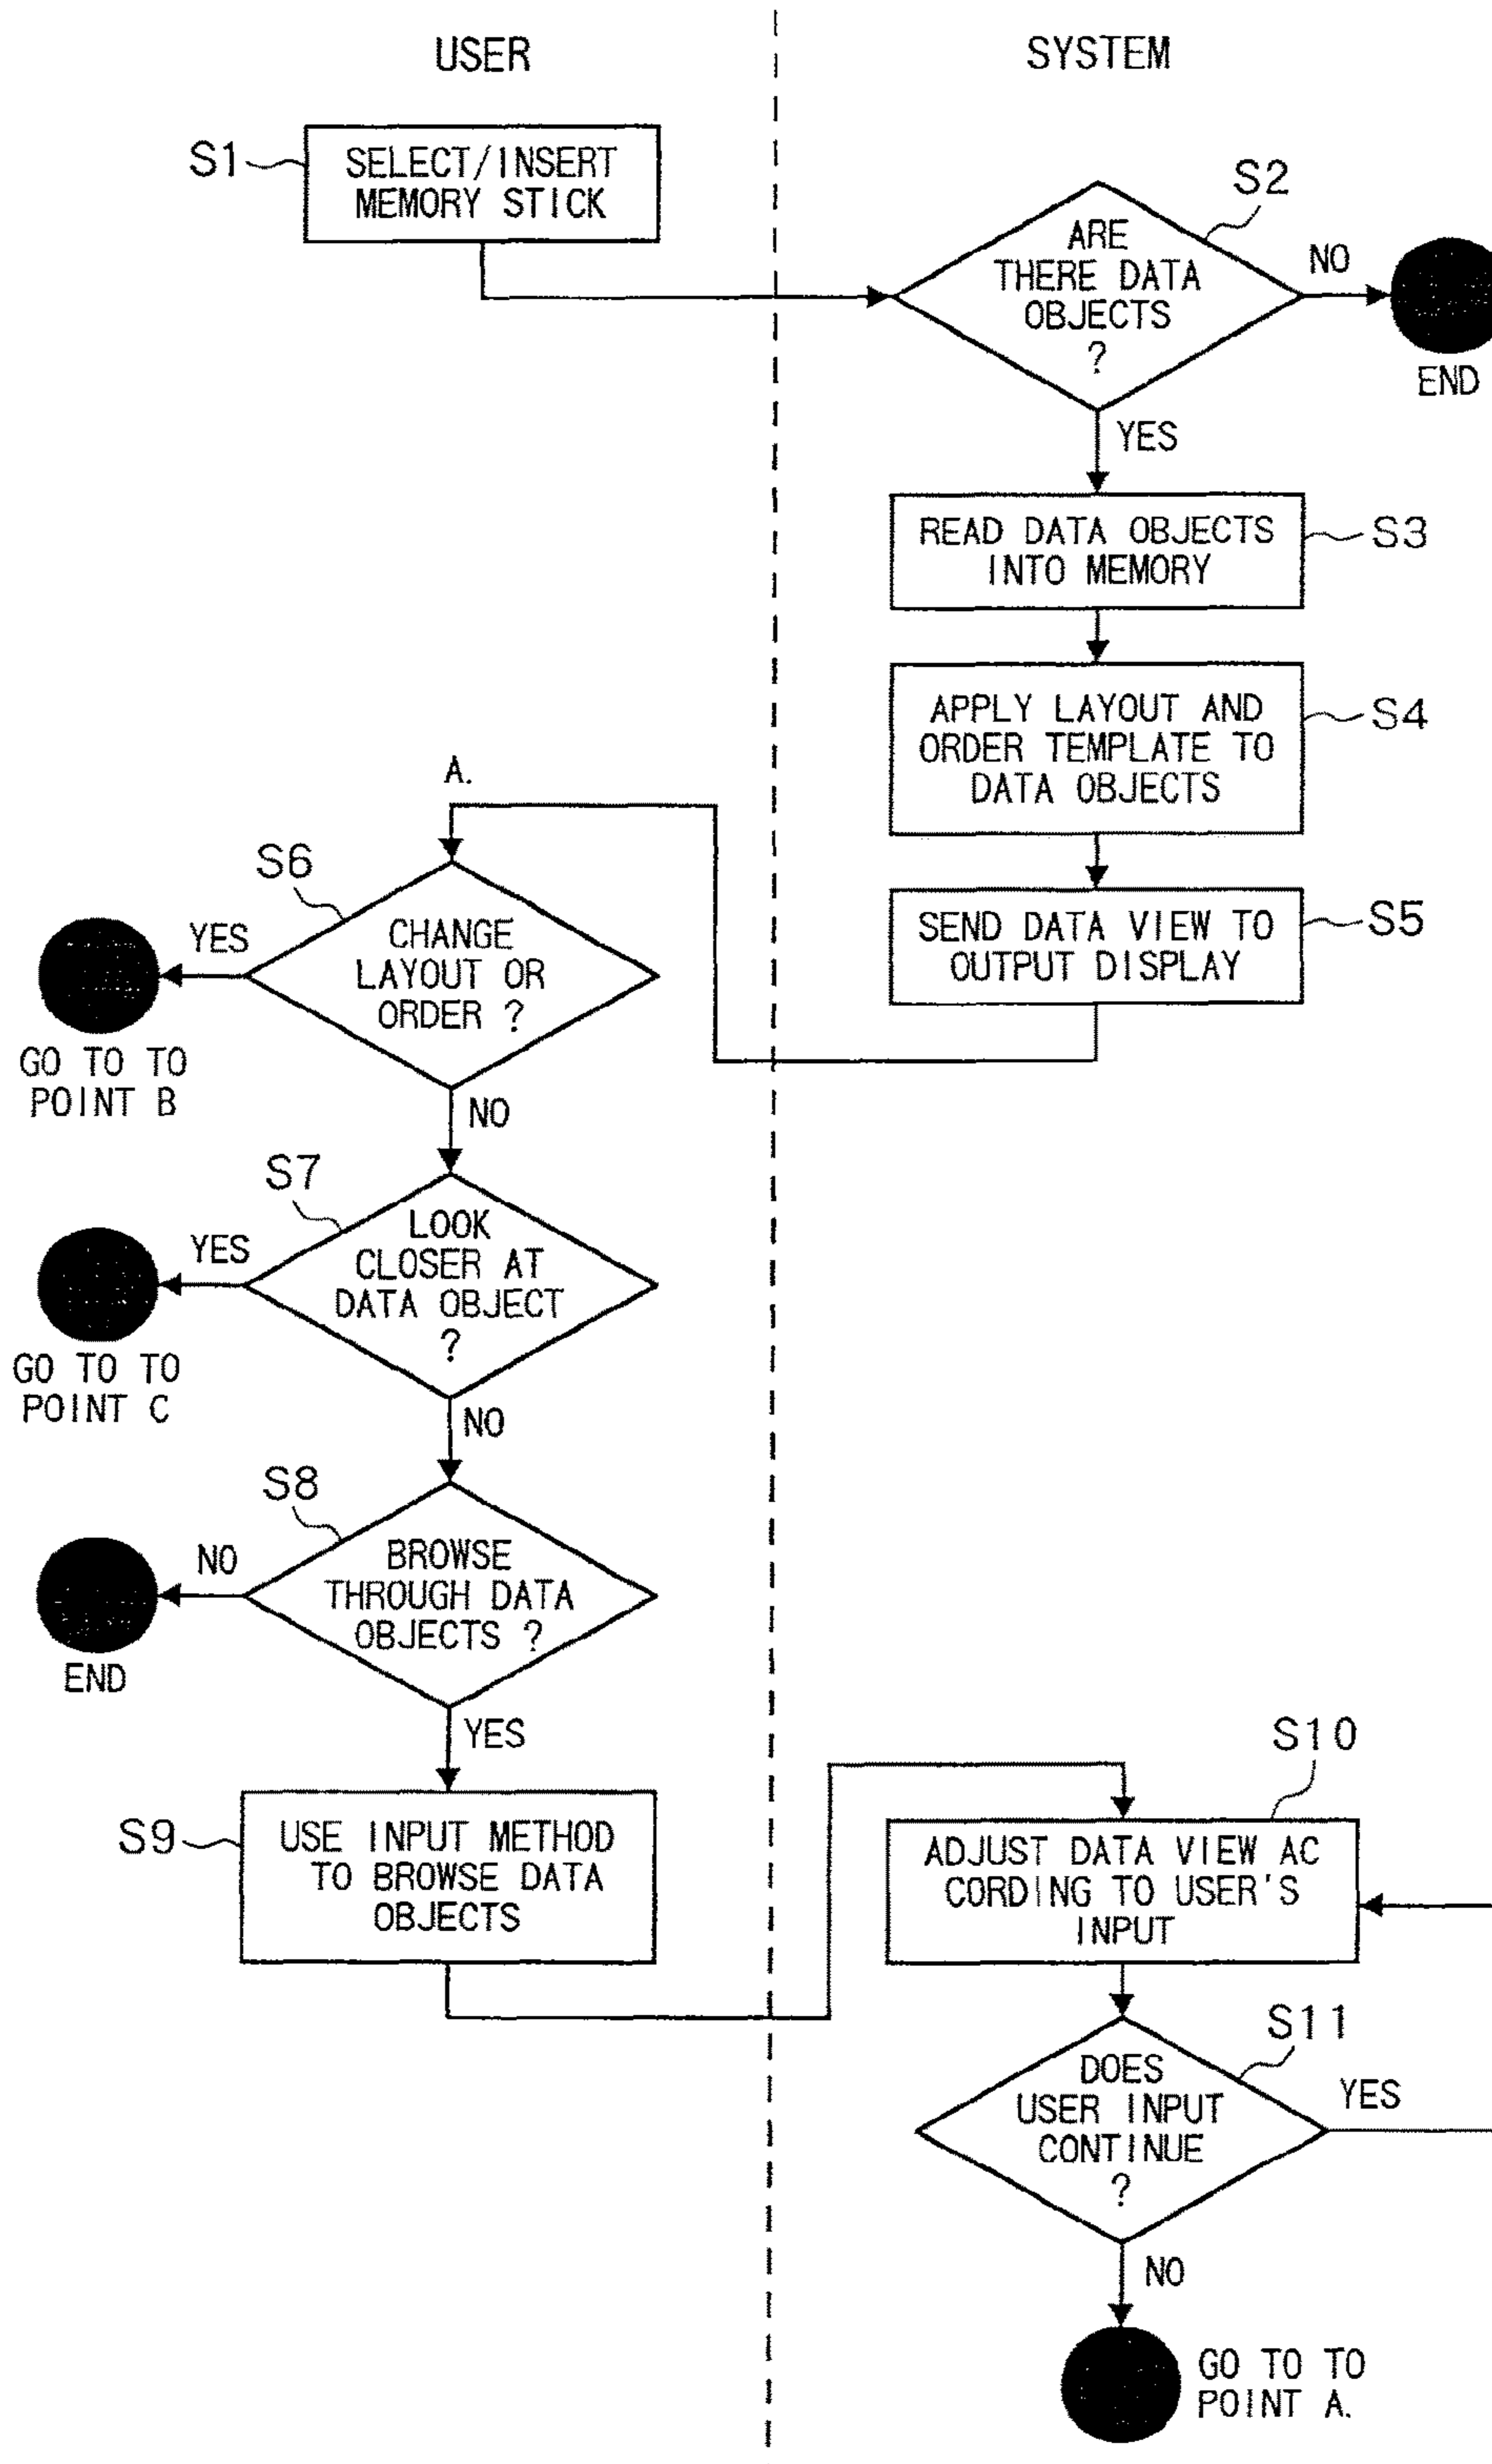 USER
SYSTEM
S1
SELECT/INSERT
MEMORY STICK
S2
ARE
THERE DATA
OBJECTS
?
NO
END
YES
READ DATA OBJECTS
INTO MEMORY
S3
APPLY LAYOUT AND
ORDER TEMPLATE TO
DATA OBJECTS
S4
SEND DATA VIEW TO
OUTPUT DISPLAY
S5
A.
S6
CHANGE
LAYOUT OR
ORDER ?
YES
GO TO TO
POINT B
NO
S7
LOOK
CLOSER AT
DATA OBJECT
?
YES
GO TO TO
POINT C
NO
S8
BROWSE
THROUGH DATA
OBJECTS ?
NO
END
YES
S9
USE INPUT METHOD
TO BROWSE DATA
OBJECTS
S10
ADJUST DATA VIEW AC
CORDING TO USER'S
INPUT
S11
DOES
USER INPUT
CONTINUE
?
YES
NO
GO TO TO
POINT A.